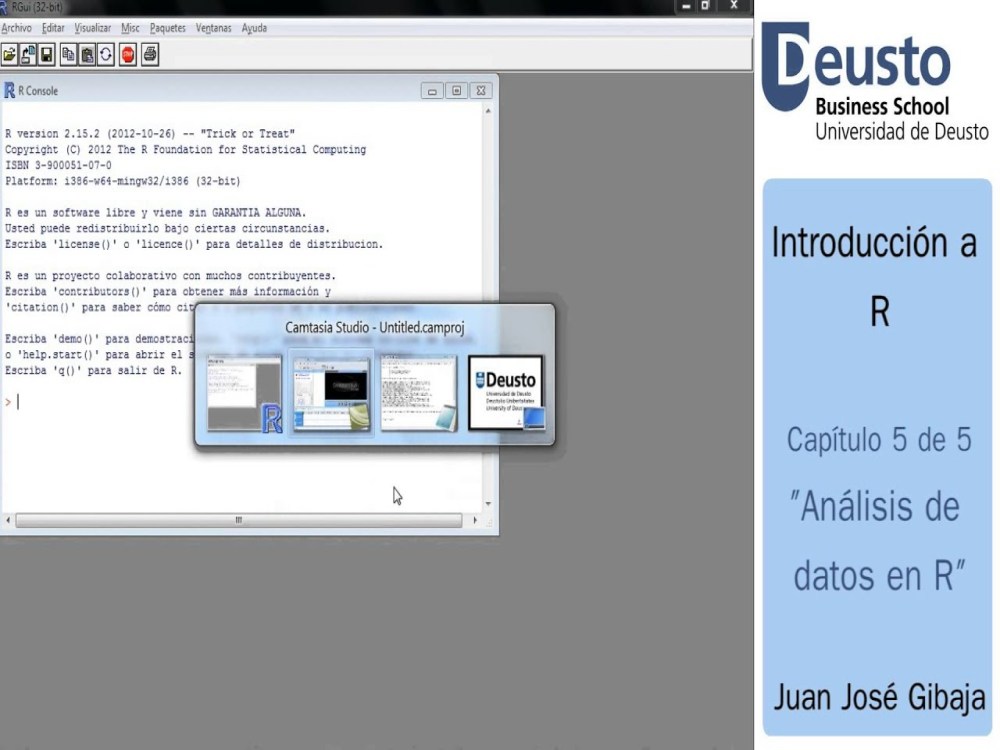 RGui (32-bit)
Archivo Editar Visualizar Misc Paquetes Ventanas Ayuda
STOP
R Console
R version 2.15.2 (2012-10-26) -- "Trick or Treat"
Copyright (C) 2012 The R Foundation for Statistical Computing
ISBN 3-900051-07-0
Platform: i386-w64-mingw32/i386 (32-bit)
R es un software libre y viene sin GARANTIA ALGUNA.
Usted puede redistribuirlo bajo ciertas circunstancias.
Escriba 'license()' o 'licence()' para detalles de distribucion.
R es un proyecto colaborativo con muchos contribuyentes.
Escriba 'contributors()' para obtener más información y
'citation()' para saber cómo
Escriba 'demo()' para
o 'help.start()' para abrir el
Escriba 'q()' para salir de R.
>
Camtasia Studio - Untitled.camproj
R
Deusto
Universidad de Deusto
Deustuko Unibertsitatea
University of Deusto
Deusto
Business School
Universidad de Deusto
Introducción a
R
Capítulo 5 de 5
"Análisis de
datos en R"
Juan José Gibaja